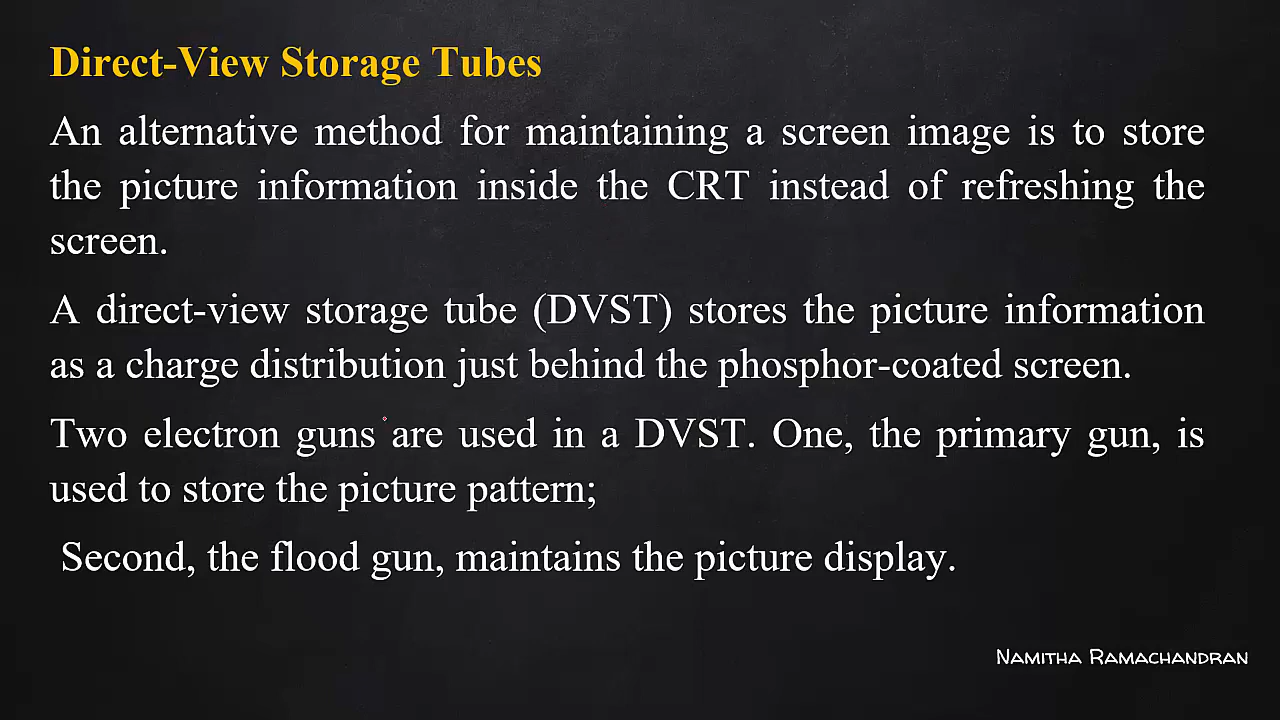 Direct-View Storage Tubes
An alternative method for maintaining a screen image is to store
the picture information inside the CRT instead of refreshing the
screen.
A direct-view storage tube (DVST) stores the picture information
as a charge distribution just behind the phosphor-coated screen.
Two electron guns are used in a DVST. One, the primary gun, is
used to store the picture pattern;
Second, the flood gun, maintains the picture display.
Namitha Ramachandran